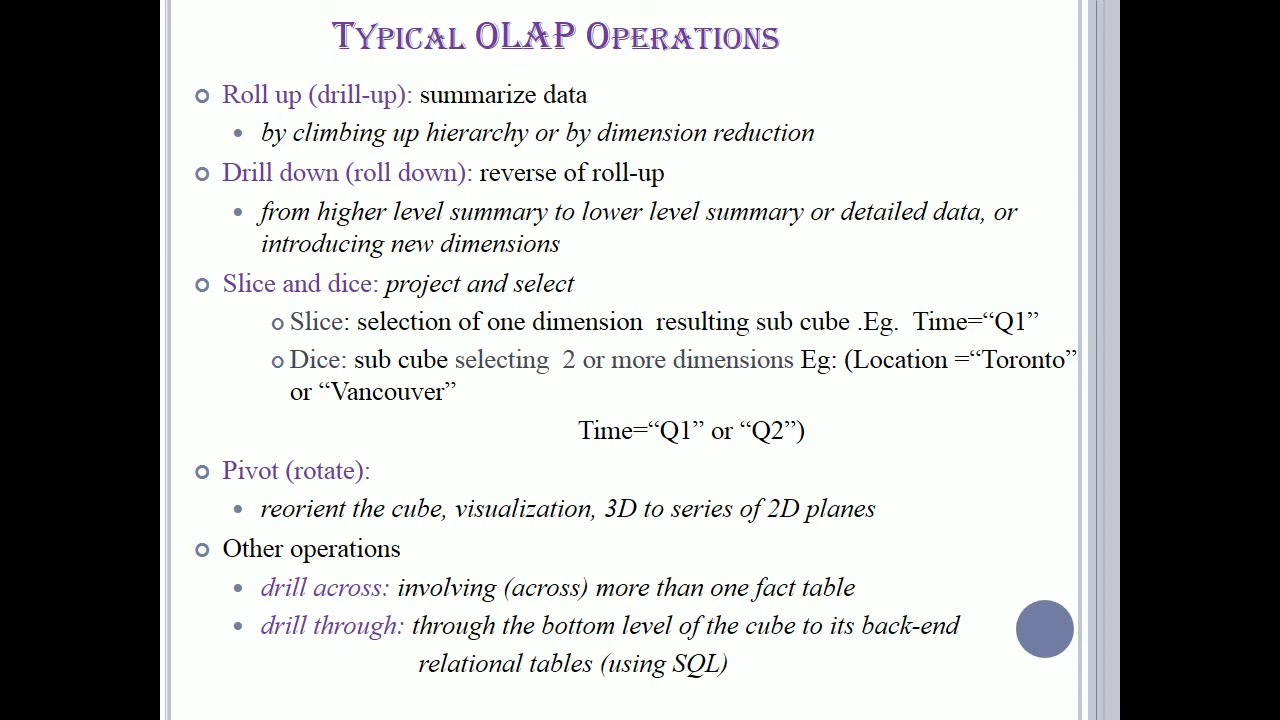 TYPICAL OLAP OPERATIONS
Roll up (drill-up): summarize data
by climbing up hierarchy or by dimension reduction
Drill down (roll down): reverse of roll-up
from higher level summary to lower level summary or detailed data, or
introducing new dimensions
Slice and dice: project and select
Slice: selection of one dimension resulting sub cube .Eg. Time=“Q1”
Dice: sub cube selecting 2 or more dimensions Eg: (Location =“Toronto”
or “Vancouver”
Time=“Q1” or “Q2”)
Pivot (rotate):
reorient the cube, visualization, 3D to series of 2D planes
Other operations
drill across: involving (across) more than one fact table
drill through: through the bottom level of the cube to its back-end
relational tables (using SQL)